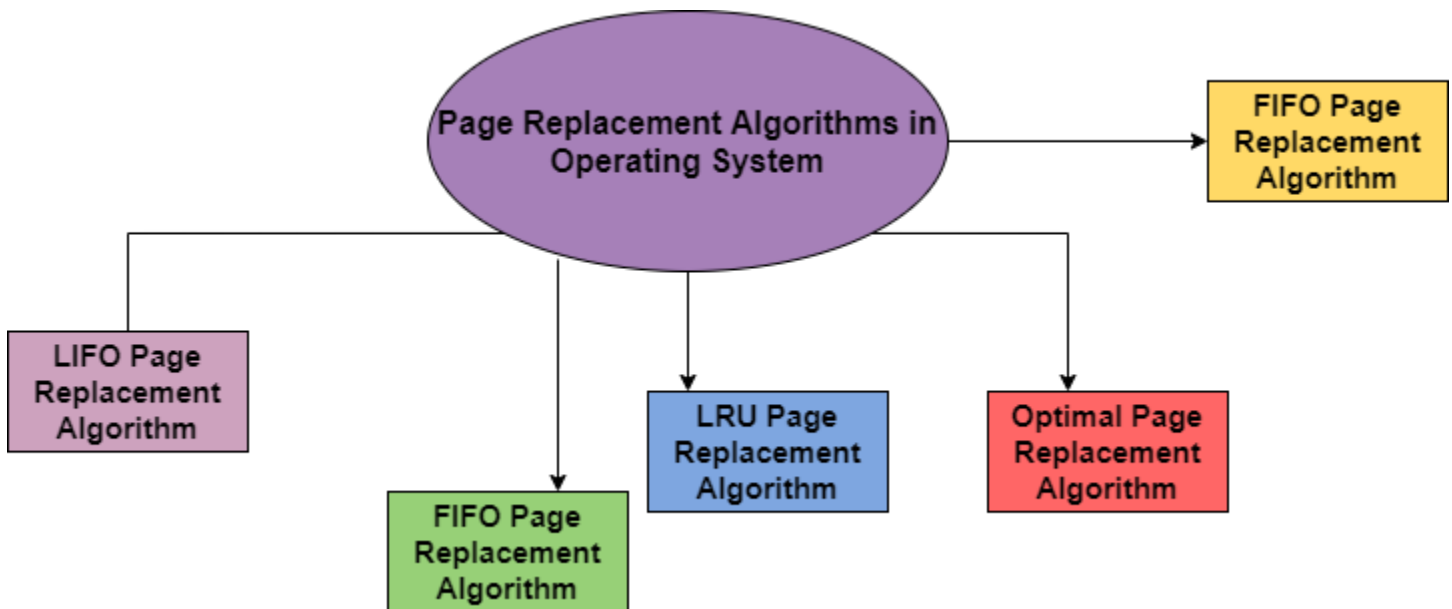 Page Replacement Algorithms in
Operating System
FIFO Page
Replacement
Algorithm
LIFO Page
Replacement
Algorithm
FIFO Page
Replacement
Algorithm
LRU Page
Replacement
Algorithm
Optimal Page
Replacement
Algorithm